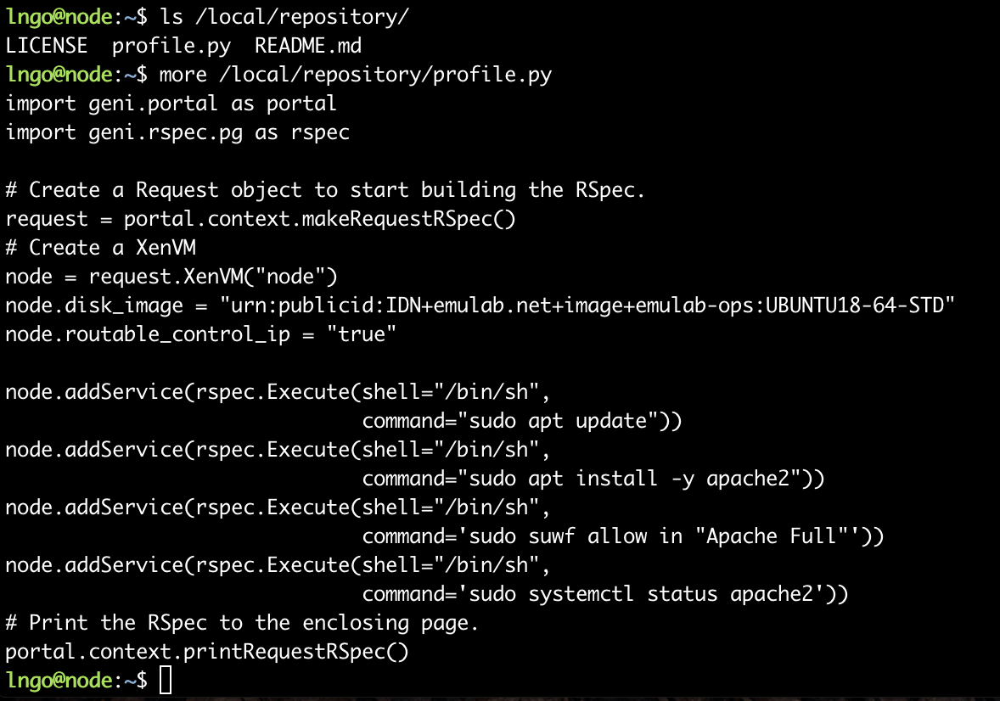 lngo@node:~$ ls /local/repository/
LICENSE  profile.py  README.md
lngo@node:~$ more /local/repository/profile.py
import geni.portal as portal
import geni.rspec.pg as rspec

# Create a Request object to start building the RSpec.
request = portal.context.makeRequestRSpec()
# Create a XenVM
node = request.XenVM("node")
node.disk_image = "urn:publicid:IDN+emulab.net+image+emulab-ops:UBUNTU18-64-STD"
node.routable_control_ip = "true"

node.addService(rspec.Execute(shell="/bin/sh",
                              command="sudo apt update"))
node.addService(rspec.Execute(shell="/bin/sh",
                              command="sudo apt install -y apache2"))
node.addService(rspec.Execute(shell="/bin/sh",
                              command='sudo suwf allow in "Apache Full"'))
node.addService(rspec.Execute(shell="/bin/sh",
                              command='sudo systemctl status apache2'))
# Print the RSpec to the enclosing page.
portal.context.printRequestRSpec()
lngo@node:~$